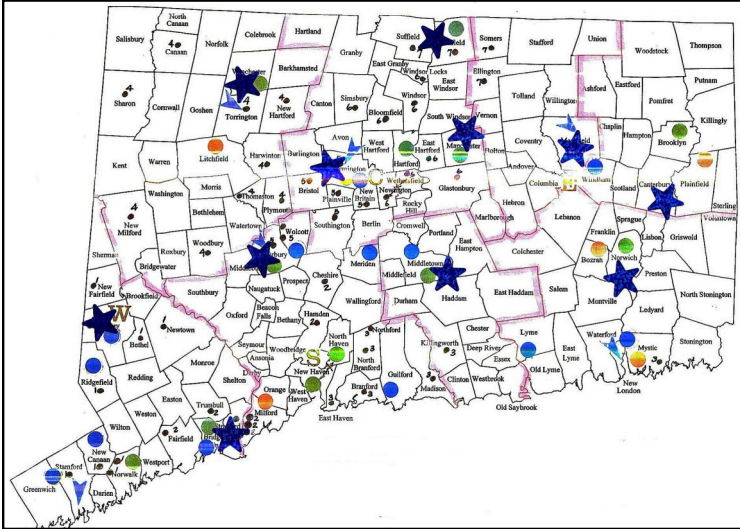 North
Canaan
Salisbury
Canaan
Norfolk
Colebrook
Hartland
Granby
Suffield
Somers
Stafford
Union
Woodstock
Thompson
East Granby
Windsor Locks
Putnam
Barkhamsted
East
Windsor
Ellington
Ashford
Eastford
Pomfret
Sharon
Cornwall
Goshen
Torrington
New
Hartford
Canton
Simsbury
Windsor
Bloomfield
Tolland
Willington
Killingly
South Windsor
Vernon
Avon
West
Hartford
East
Hartford
Coventry
Chaplin
Hampton
Brooklyn
Kent
Warren
Litchfield
Harwinton
Burlington
Hartford
Bolton
Andover
Bristol
Plainville
New
Britain
Newington
Wethersfield
Glastonbury
Columbia
Windham
Scotland
Canterbury
Plainfield
Sterling
Washington
Morris
Thomaston
Plymouth
Rocky
Hill
Hebron
Marlborough
Voluntown
New
Milford
Bethlehem
Watertown
Wolcott
Southington
Berlin
Cromwell
Portland
Lebanon
Franklin
Sprague
Lisbon
Griswold
Sherman
Roxbury
Woodbury
Bridgewater
Meriden
Middletown
East
Hampton
Colchester
Bozrah
Norwich
Preston
Southbury
Naugatuck
Prospect
Cheshire
Middlefield
Haddam
North Stonington
New
Fairfield
Brookfield
Oxford
Beacon
Falls
Bethany
Wallingford
Durham
East Haddam
Salem
Montville
Ledyard
W
Bethel
Newtown
Hamden
Seymour
Woodbridge
North
Haven
Northford
Killingworth
Chester
Deep River
Lyme
East
Lyme
Waterford
Mystic
Stonington
Ansonia
Derby
S
New Haven
North
Branford
Essex
Old Lyme
New
London
Ridgefield
Redding
Monroe
Shelton
Orange
West
Haven
Branford
Guilford
Madison
Clinton
Westbrook
Old Saybrook
Easton
Trumbull
Milford
East Haven
Weston
Wilton
Fairfield
New
Canaan
Norwalk
Westport
Stamford
Greenwich
Darien
C
E